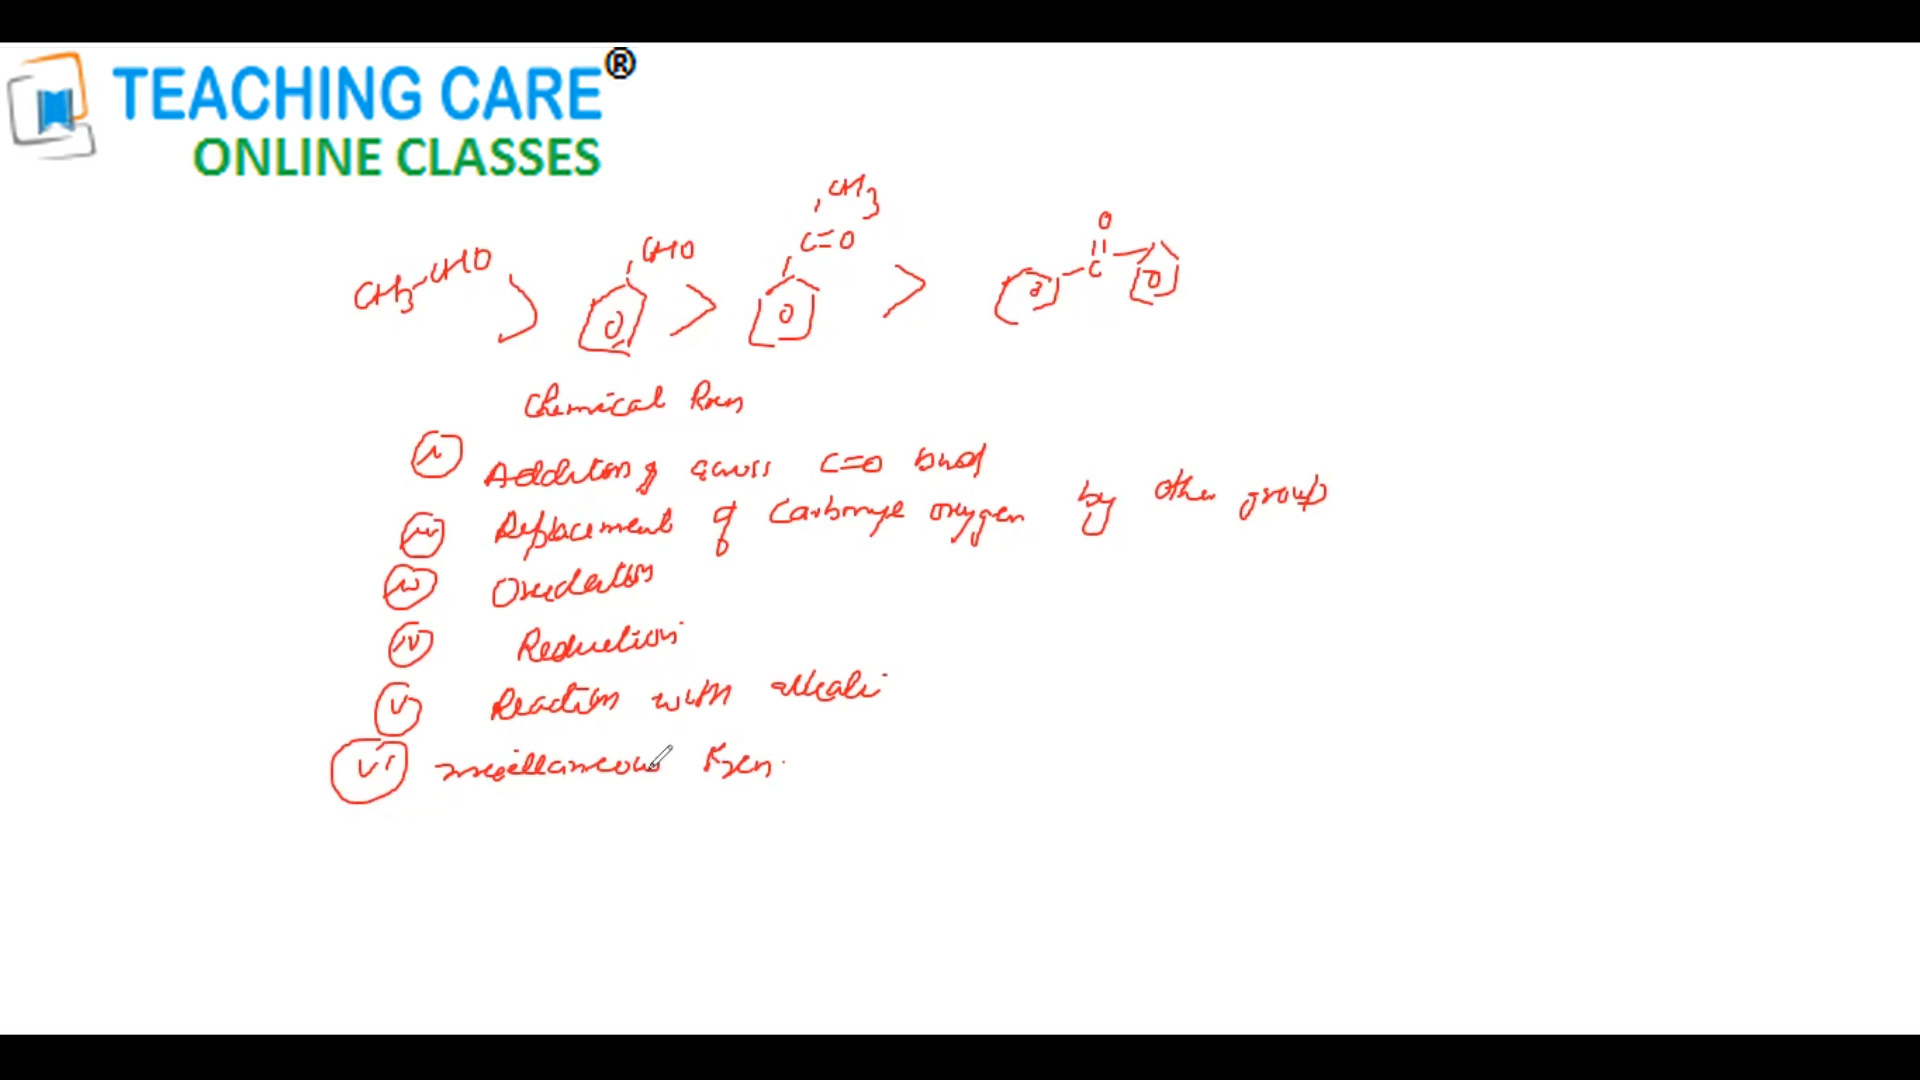 TEACHING CARE®
ONLINE CLASSES
CH3-CHO > CHO > CH3 C=O > O C
Chemical Rxn
i Addition across C=O bond
ii Replacement of Carbonyl oxygen by other group
iii Oxidation
iv Reduction
v Reaction with alkali
vi miscellaneous Rxn.